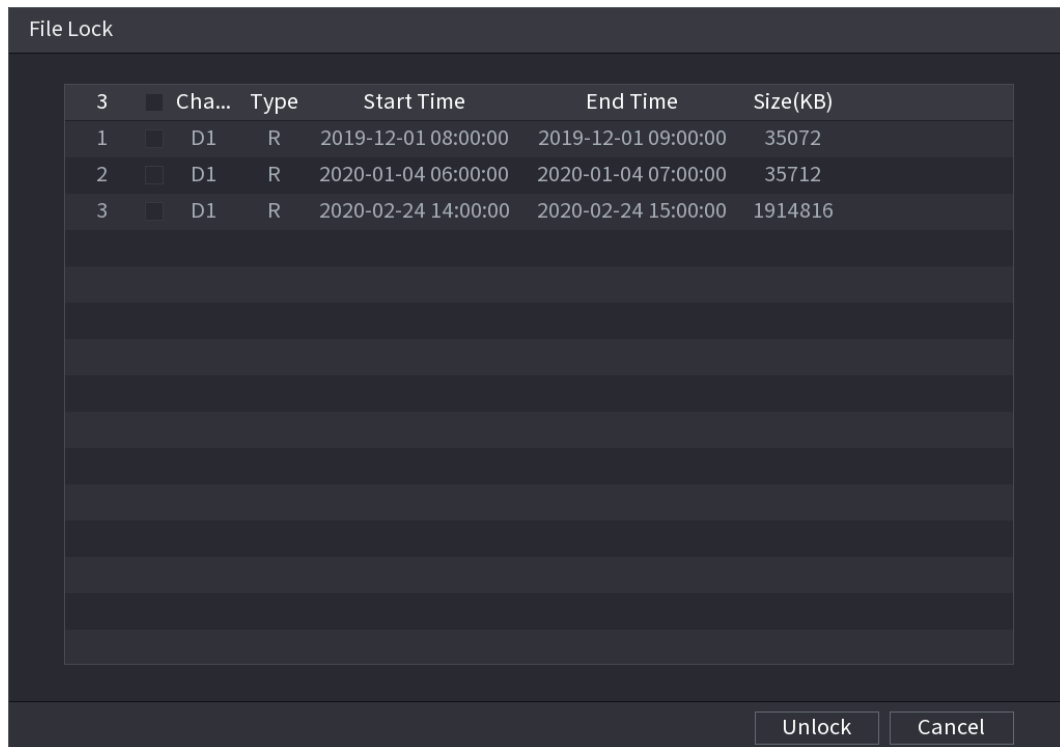 File Lock
3 Cha... Type Start Time End Time Size(KB)
1 D1 R 2019-12-01 08:00:00 2019-12-01 09:00:00 35072
2 D1 R 2020-01-04 06:00:00 2020-01-04 07:00:00 35712
3 D1 R 2020-02-24 14:00:00 2020-02-24 15:00:00 1914816
Unlock Cancel